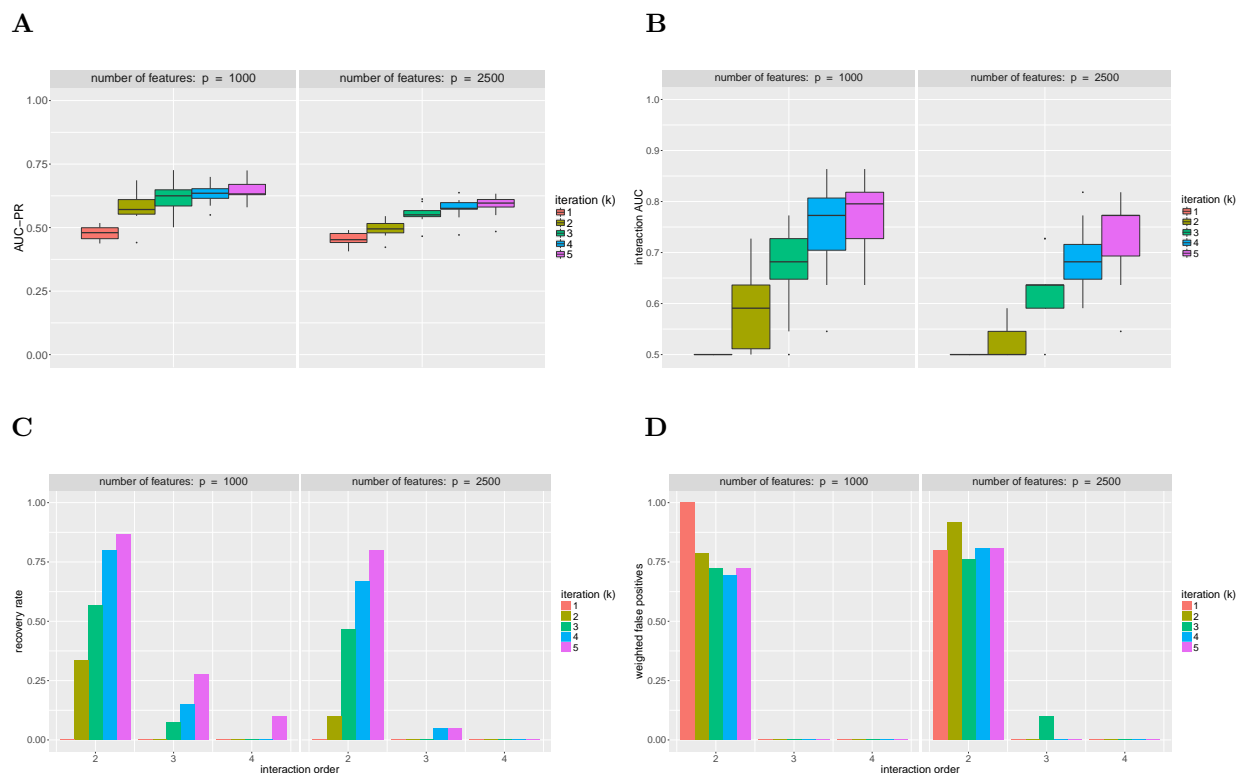 A
number of features: p = 1000
number of features: p = 2500
1.00
0.75
0.50
0.25
0.00
AUC−PR
iteration (k)
1
2
3
4
5
B
number of features: p = 1000
number of features: p = 2500
1.0
0.9
0.8
0.7
0.6
0.5
interaction AUC
iteration (k)
1
2
3
4
5
C
number of features: p = 1000
number of features: p = 2500
1.00
0.75
0.50
0.25
0.00
recovery rate
2 3 4 2 3 4
interaction order
iteration (k)
1
2
3
4
5
D
number of features: p = 1000
number of features: p = 2500
1.00
0.75
0.50
0.25
0.00
weighted false positives
2 3 4 2 3 4
interaction order
iteration (k)
1
2
3
4
5